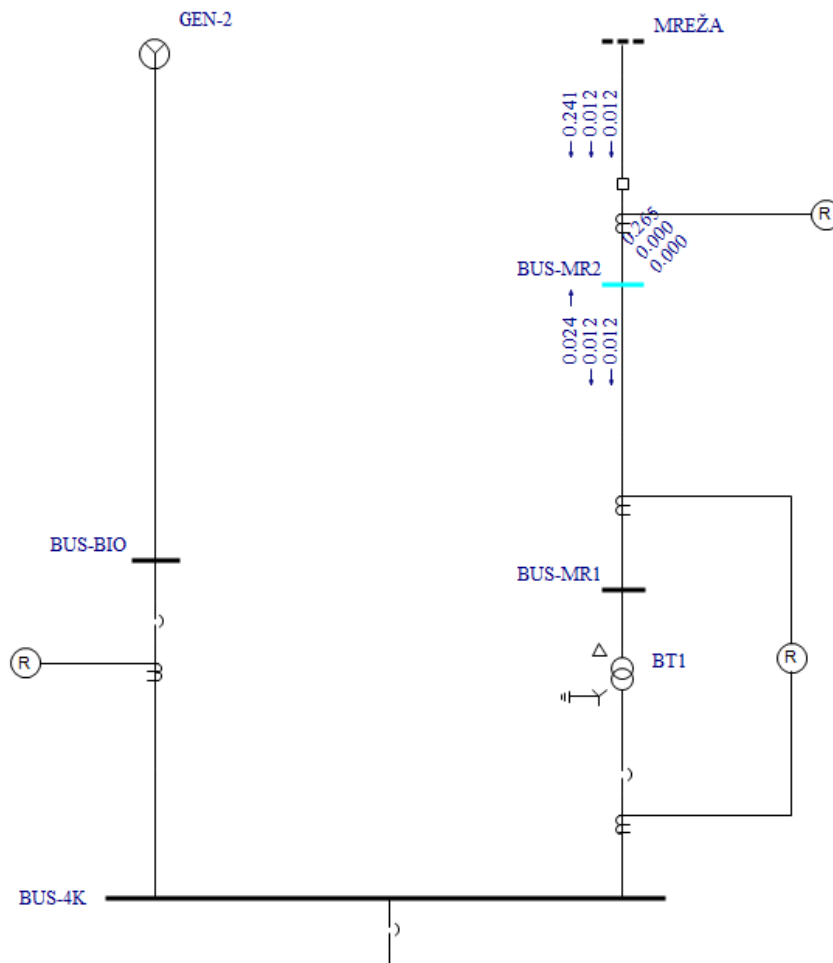 GEN-2
MREŽA
0.241
0.012
0.012
R
0.265
0.000
0.000
BUS-MR2
0.024
0.012
0.012
BUS-BIO
BUS-MR1
R
BT1
R
BUS-4K